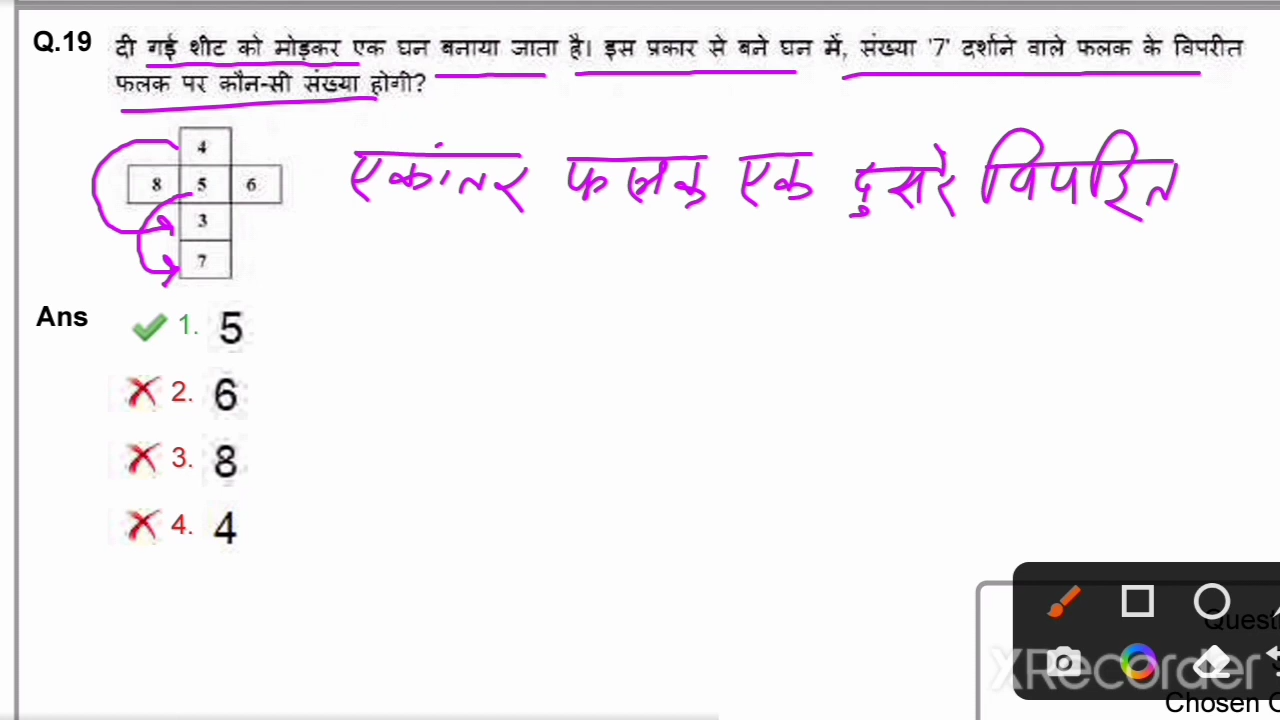 Q.19 दी गई शीट को मोड़कर एक घन बनाया जाता है। इस प्रकार से बने घन में, संख्या '7' दर्शाने वाले फलक के विपरीत
फलक पर कौन-सी संख्या होगी?
4
8 5 6
3
7
एकांतर फलक एक दुसरे विपहित
Ans 1. 5
2. 6
3. 8
4. 4
XRecorder
Chosen